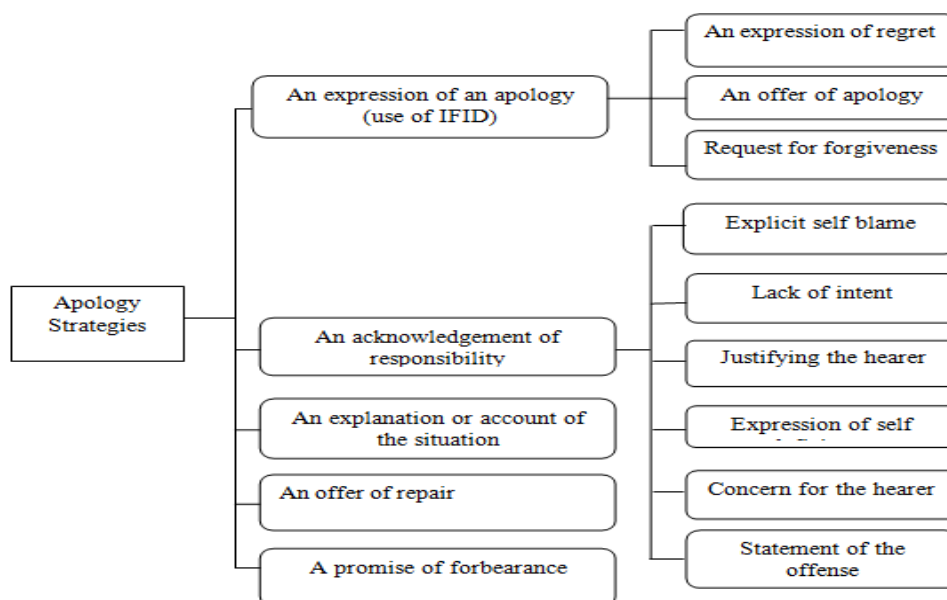 An expression of regret
An expression of an apology
(use of IFID)
An offer of apology
Request for forgiveness
Explicit self blame
Apology
Strategies
Lack of intent
An acknowledgement of
responsibility
Justifying the hearer
An explanation or account of
the situation
Expression of self
An offer of repair
Concern for the hearer
A promise of forbearance
Statement of the
offense